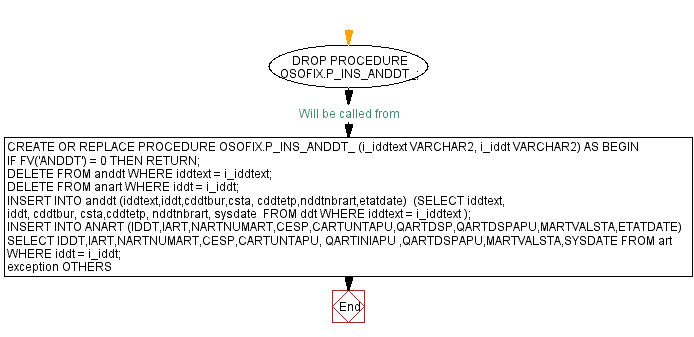 DROP PROCEDURE
OSOFIX.P_INS_ANDDT_;
Will be called from
CREATE OR REPLACE PROCEDURE OSOFIX.P_INS_ANDDT_ (i_iddtext VARCHAR2, i_iddt VARCHAR2) AS BEGIN
IF FV('ANDDT') = 0 THEN RETURN;
DELETE FROM anddt WHERE iddtext = i_iddtext;
DELETE FROM anart WHERE iddt = i_iddt;
INSERT INTO anddt (iddtext,iddt,cddtbur,csta, cddtetp,nddtnbrart,etatdate)  (SELECT iddtext,
iddt, cddtbur, csta,cddtetp, nddtnbrart, sysdate  FROM ddt WHERE iddtext = i_iddtext );
INSERT INTO ANART (IDDT,IART,NARTNUMART,CESP,CARTUNTAPU,QARTDSP,QARTDSPAPU,MARTVALSTA,ETATDATE)
SELECT IDDT,IART,NARTNUMART,CESP,CARTUNTAPU, QARTINIAPU ,QARTDSPAPU,MARTVALSTA,SYSDATE FROM art
WHERE iddt = i_iddt;
exception OTHERS
End